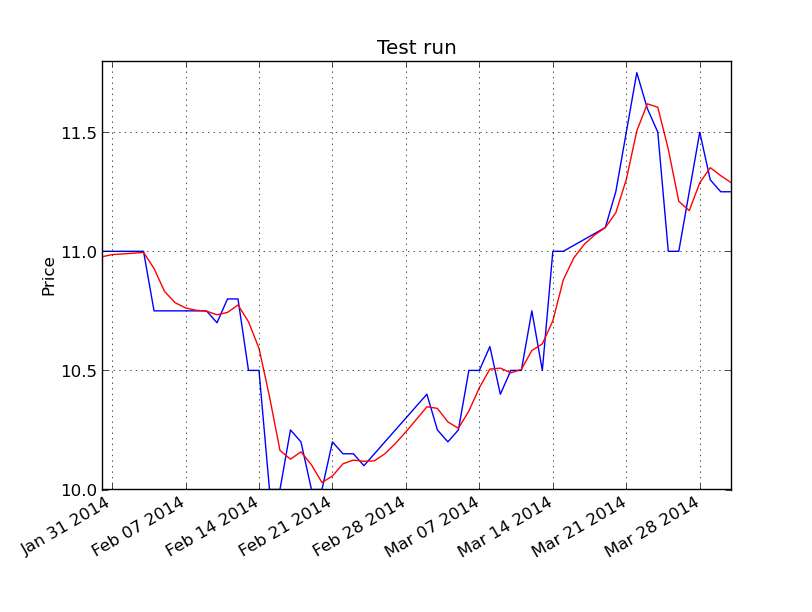 Test run
11.5
11.0
10.5
10.0
Price
Jan 31 2014
Feb 07 2014
Feb 14 2014
Feb 21 2014
Feb 28 2014
Mar 07 2014
Mar 14 2014
Mar 21 2014
Mar 28 2014